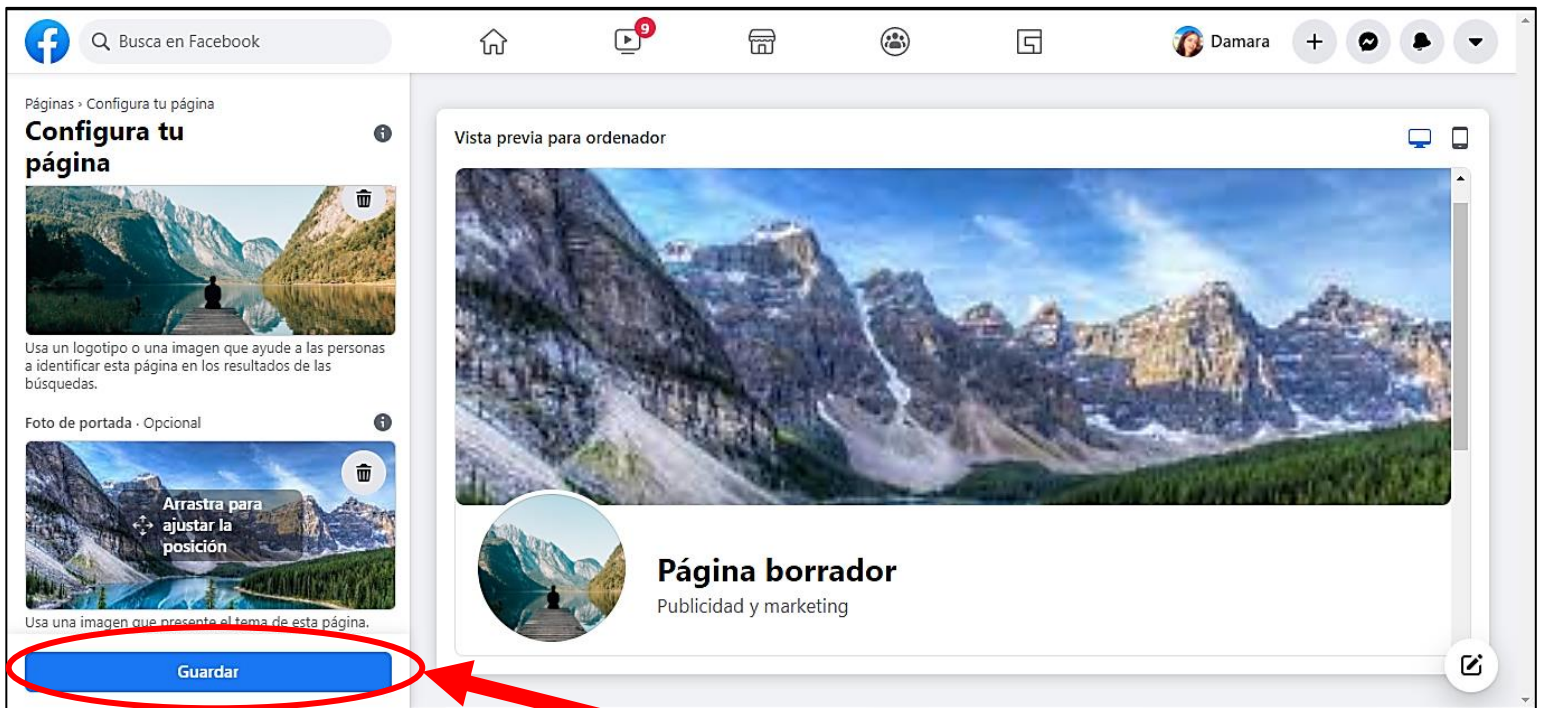 Busca en Facebook
9
Damara
Páginas › Configura tu página
Configura tu
página
Usa un logotipo o una imagen que ayude a las personas
a identificar esta página en los resultados de las
búsquedas.
Foto de portada · Opcional
Arrastra para
ajustar la
posición
Usa una imagen que presente el tema de esta página.
Guardar
Vista previa para ordenador
Página borrador
Publicidad y marketing